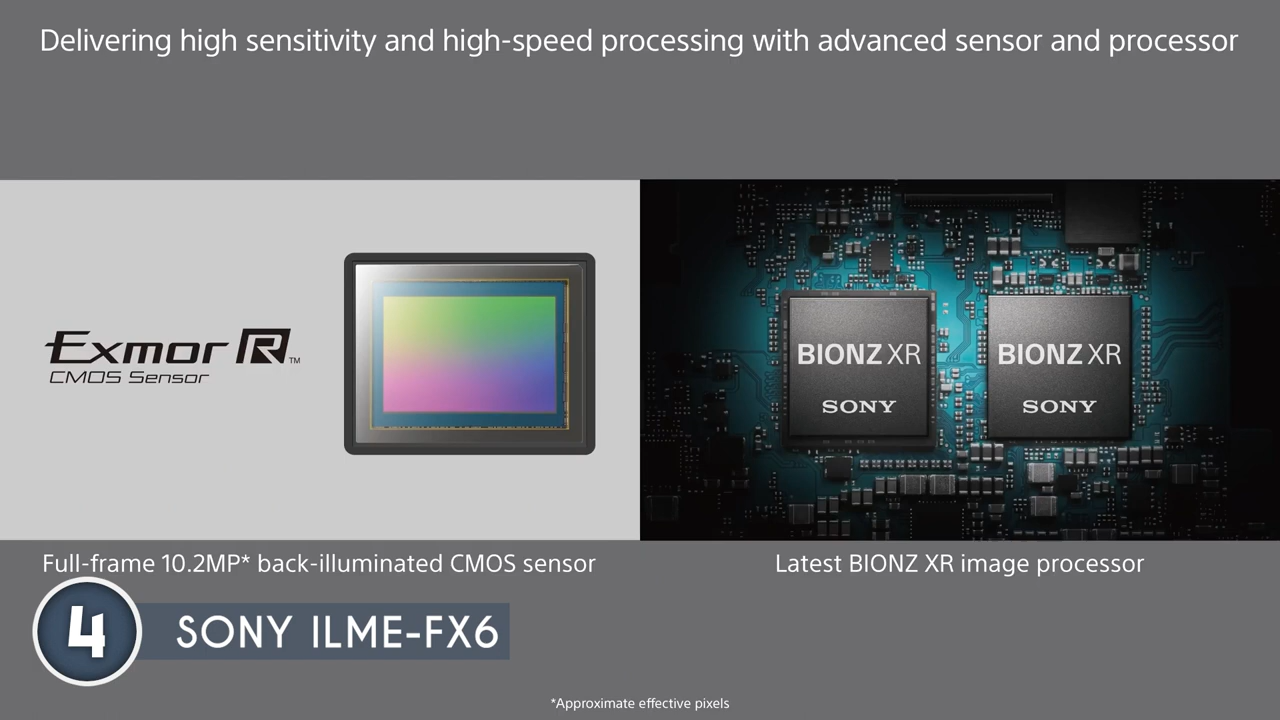 Delivering high sensitivity and high-speed processing with advanced sensor and processor
Exmor R™
CMOS Sensor
BIONZ XR
SONY
BIONZ XR
SONY
Full-frame 10.2MP* back-illuminated CMOS sensor
Latest BIONZ XR image processor
4
SONY ILME-FX6
*Approximate effective pixels